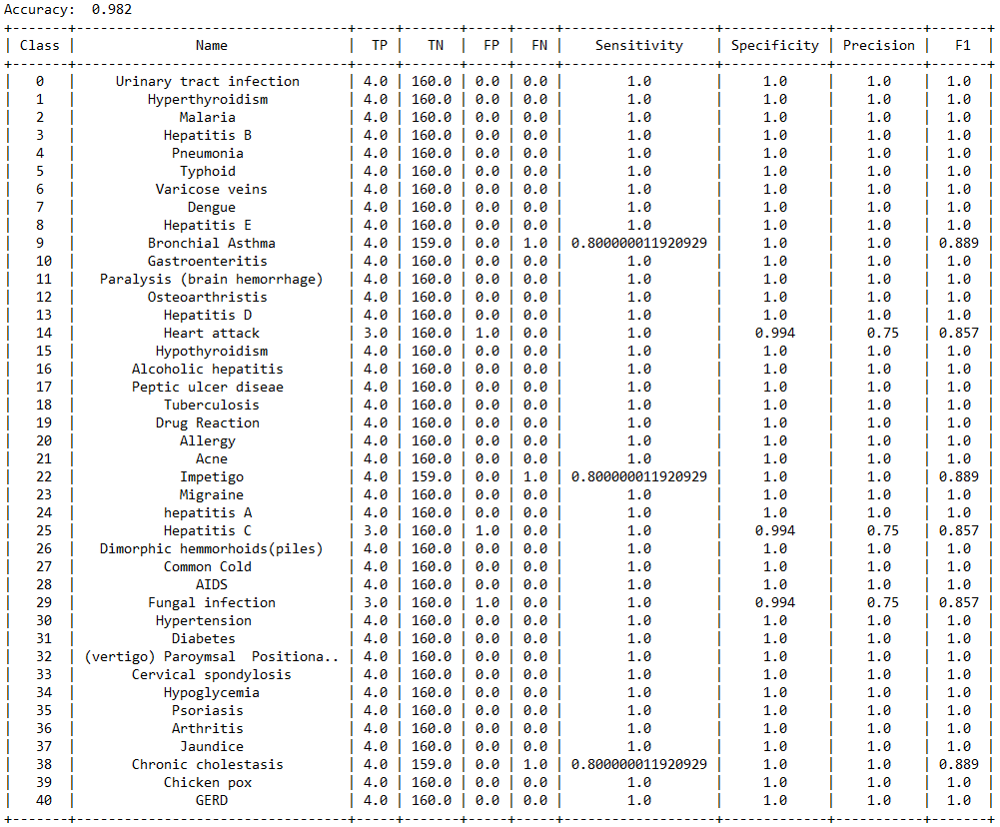 Accuracy:  0.982
+-------+----------------------------------+-----+-------+-----+-----+-------------------+-------------+-----------+-------+
| Class |               Name               |  TP |   TN  |  FP |  FN |    Sensitivity    | Specificity | Precision |   F1  |
+-------+----------------------------------+-----+-------+-----+-----+-------------------+-------------+-----------+-------+
|   0   |     Urinary tract infection      | 4.0 | 160.0 | 0.0 | 0.0 |        1.0        |     1.0     |    1.0    |  1.0  |
|   1   |         Hyperthyroidism          | 4.0 | 160.0 | 0.0 | 0.0 |        1.0        |     1.0     |    1.0    |  1.0  |
|   2   |             Malaria              | 4.0 | 160.0 | 0.0 | 0.0 |        1.0        |     1.0     |    1.0    |  1.0  |
|   3   |           Hepatitis B            | 4.0 | 160.0 | 0.0 | 0.0 |        1.0        |     1.0     |    1.0    |  1.0  |
|   4   |            Pneumonia             | 4.0 | 160.0 | 0.0 | 0.0 |        1.0        |     1.0     |    1.0    |  1.0  |
|   5   |             Typhoid              | 4.0 | 160.0 | 0.0 | 0.0 |        1.0        |     1.0     |    1.0    |  1.0  |
|   6   |          Varicose veins          | 4.0 | 160.0 | 0.0 | 0.0 |        1.0        |     1.0     |    1.0    |  1.0  |
|   7   |              Dengue              | 4.0 | 160.0 | 0.0 | 0.0 |        1.0        |     1.0     |    1.0    |  1.0  |
|   8   |           Hepatitis E            | 4.0 | 160.0 | 0.0 | 0.0 |        1.0        |     1.0     |    1.0    |  1.0  |
|   9   |         Bronchial Asthma         | 4.0 | 159.0 | 0.0 | 1.0 | 0.800000011920929 |     1.0     |    1.0    | 0.889 |
|   10  |         Gastroenteritis          | 4.0 | 160.0 | 0.0 | 0.0 |        1.0        |     1.0     |    1.0    |  1.0  |
|   11  |   Paralysis (brain hemorrhage)   | 4.0 | 160.0 | 0.0 | 0.0 |        1.0        |     1.0     |    1.0    |  1.0  |
|   12  |         Osteoarthristis          | 4.0 | 160.0 | 0.0 | 0.0 |        1.0        |     1.0     |    1.0    |  1.0  |
|   13  |           Hepatitis D            | 4.0 | 160.0 | 0.0 | 0.0 |        1.0        |     1.0     |    1.0    |  1.0  |
|   14  |           Heart attack           | 3.0 | 160.0 | 1.0 | 0.0 |        1.0        |    0.994    |    0.75   | 0.857 |
|   15  |          Hypothyroidism          | 4.0 | 160.0 | 0.0 | 0.0 |        1.0        |     1.0     |    1.0    |  1.0  |
|   16  |       Alcoholic hepatitis        | 4.0 | 160.0 | 0.0 | 0.0 |        1.0        |     1.0     |    1.0    |  1.0  |
|   17  |       Peptic ulcer diseae        | 4.0 | 160.0 | 0.0 | 0.0 |        1.0        |     1.0     |    1.0    |  1.0  |
|   18  |           Tuberculosis           | 4.0 | 160.0 | 0.0 | 0.0 |        1.0        |     1.0     |    1.0    |  1.0  |
|   19  |          Drug Reaction           | 4.0 | 160.0 | 0.0 | 0.0 |        1.0        |     1.0     |    1.0    |  1.0  |
|   20  |             Allergy              | 4.0 | 160.0 | 0.0 | 0.0 |        1.0        |     1.0     |    1.0    |  1.0  |
|   21  |               Acne               | 4.0 | 160.0 | 0.0 | 0.0 |        1.0        |     1.0     |    1.0    |  1.0  |
|   22  |             Impetigo             | 4.0 | 159.0 | 0.0 | 1.0 | 0.800000011920929 |     1.0     |    1.0    | 0.889 |
|   23  |             Migraine             | 4.0 | 160.0 | 0.0 | 0.0 |        1.0        |     1.0     |    1.0    |  1.0  |
|   24  |           hepatitis A            | 4.0 | 160.0 | 0.0 | 0.0 |        1.0        |     1.0     |    1.0    |  1.0  |
|   25  |           Hepatitis C            | 3.0 | 160.0 | 1.0 | 0.0 |        1.0        |    0.994    |    0.75   | 0.857 |
|   26  |   Dimorphic hemmorhoids(piles)   | 4.0 | 160.0 | 0.0 | 0.0 |        1.0        |     1.0     |    1.0    |  1.0  |
|   27  |           Common Cold            | 4.0 | 160.0 | 0.0 | 0.0 |        1.0        |     1.0     |    1.0    |  1.0  |
|   28  |               AIDS               | 4.0 | 160.0 | 0.0 | 0.0 |        1.0        |     1.0     |    1.0    |  1.0  |
|   29  |         Fungal infection         | 3.0 | 160.0 | 1.0 | 0.0 |        1.0        |    0.994    |    0.75   | 0.857 |
|   30  |           Hypertension           | 4.0 | 160.0 | 0.0 | 0.0 |        1.0        |     1.0     |    1.0    |  1.0  |
|   31  |             Diabetes             | 4.0 | 160.0 | 0.0 | 0.0 |        1.0        |     1.0     |    1.0    |  1.0  |
|   32  | (vertigo) Paroymsal  Positiona.. | 4.0 | 160.0 | 0.0 | 0.0 |        1.0        |     1.0     |    1.0    |  1.0  |
|   33  |       Cervical spondylosis       | 4.0 | 160.0 | 0.0 | 0.0 |        1.0        |     1.0     |    1.0    |  1.0  |
|   34  |           Hypoglycemia           | 4.0 | 160.0 | 0.0 | 0.0 |        1.0        |     1.0     |    1.0    |  1.0  |
|   35  |            Psoriasis             | 4.0 | 160.0 | 0.0 | 0.0 |        1.0        |     1.0     |    1.0    |  1.0  |
|   36  |            Arthritis             | 4.0 | 160.0 | 0.0 | 0.0 |        1.0        |     1.0     |    1.0    |  1.0  |
|   37  |             Jaundice             | 4.0 | 160.0 | 0.0 | 0.0 |        1.0        |     1.0     |    1.0    |  1.0  |
|   38  |       Chronic cholestasis        | 4.0 | 159.0 | 0.0 | 1.0 | 0.800000011920929 |     1.0     |    1.0    | 0.889 |
|   39  |           Chicken pox            | 4.0 | 160.0 | 0.0 | 0.0 |        1.0        |     1.0     |    1.0    |  1.0  |
|   40  |               GERD               | 4.0 | 160.0 | 0.0 | 0.0 |        1.0        |     1.0     |    1.0    |  1.0  |
+-------+----------------------------------+-----+-------+-----+-----+-------------------+-------------+-----------+-------+